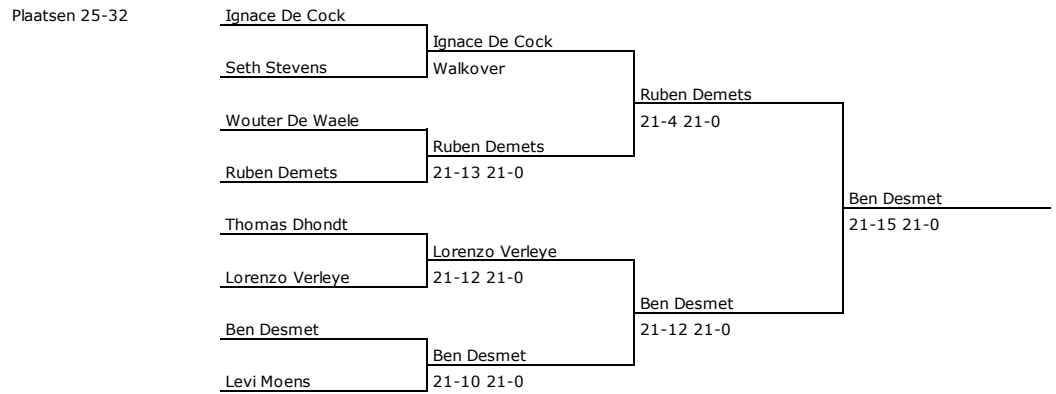 Plaatsen 25-32
Ignace De Cock
Ignace De Cock
Seth Stevens
Walkover
Ruben Demets
Wouter De Waele
21-4 21-0
Ruben Demets
Ruben Demets
21-13 21-0
Ben Desmet
Thomas Dhondt
21-15 21-0
Lorenzo Verleye
Lorenzo Verleye
21-12 21-0
Ben Desmet
Ben Desmet
21-12 21-0
Ben Desmet
Levi Moens
21-10 21-0